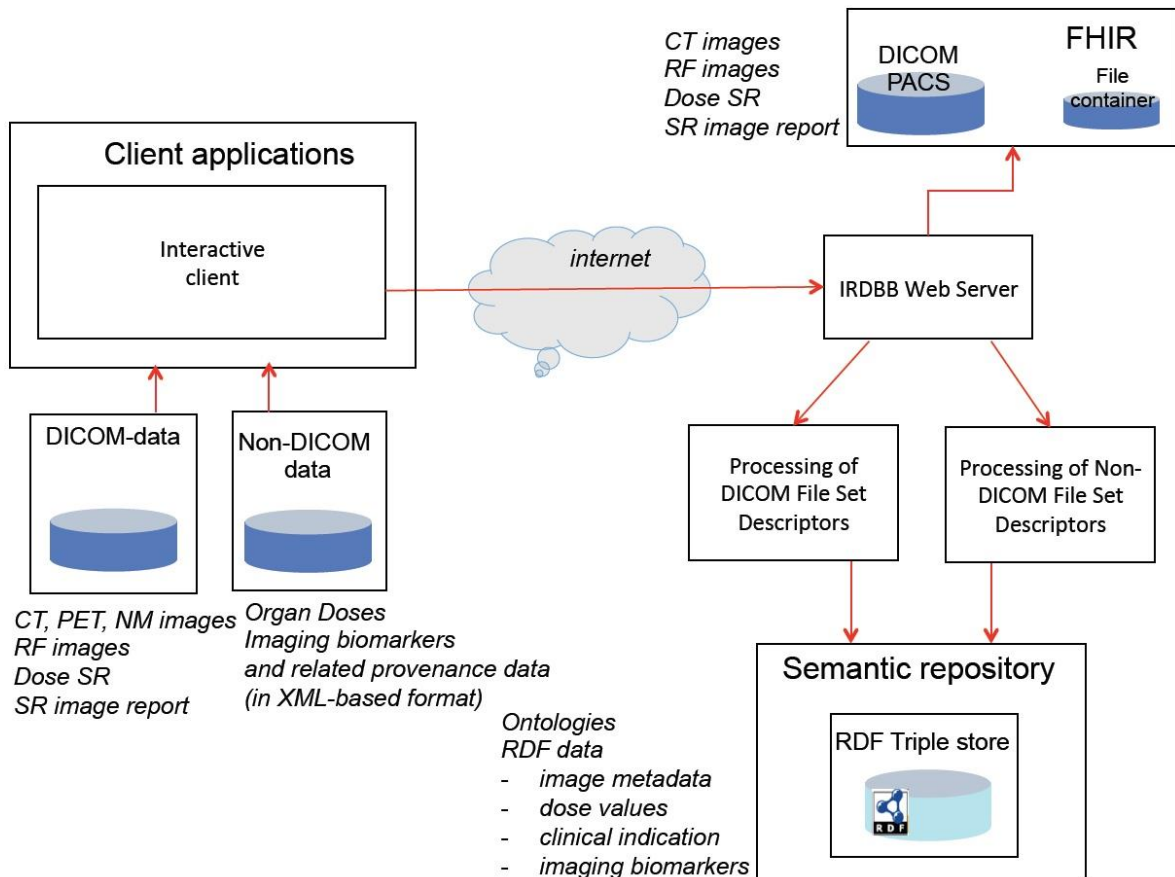 CT images
RF images
Dose SR
SR image report
DICOM
PACS
FHIR
File
container
Client applications
Interactive
client
internet
IRDBB Web Server
DICOM-data
Non-DICOM
data
CT, PET, NM images
RF images
Dose SR
SR image report
Organ Doses
Imaging biomarkers
and related provenance data
(in XML-based format)
Processing of
DICOM File Set
Descriptors
Processing of Non-
DICOM File Set
Descriptors
Semantic repository
RDF Triple store
RDF
Ontologies
RDF data
- image metadata
- dose values
- clinical indication
- imaging biomarkers